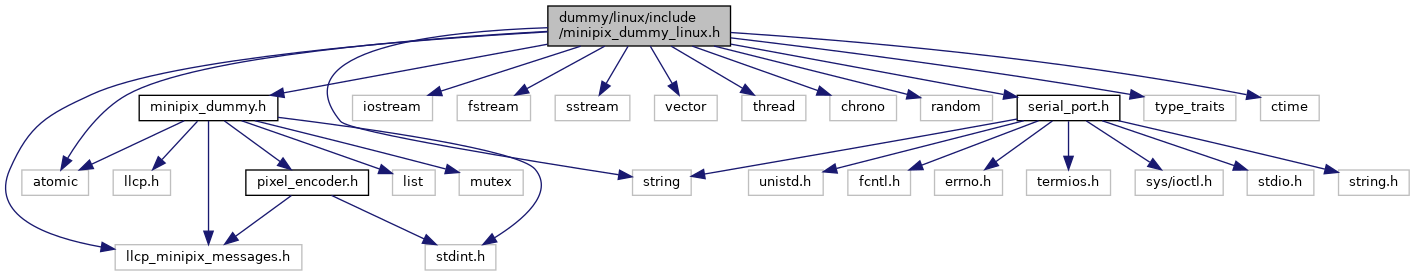 dummy/linux/include
/minipix_dummy_linux.h
minipix_dummy.h
iostream
fstream
sstream
vector
thread
chrono
random
serial_port.h
type_traits
ctime
atomic
llcp.h
pixel_encoder.h
list
mutex
string
unistd.h
fcntl.h
errno.h
termios.h
sys/ioctl.h
stdio.h
string.h
llcp_minipix_messages.h
stdint.h